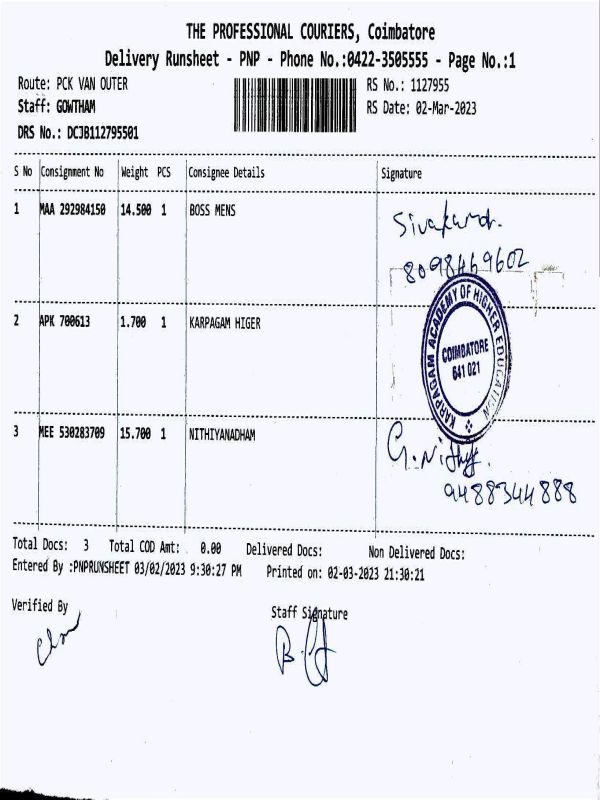 THE PROFESSIONAL COURIERS, Coimbatore
Delivery Runsheet - PNP - Phone No.:0422-3505555 - Page No.:1
Route: PCK VAN OUTER
RS No.: 1127955
Staff: GOWTHAM
RS Date: 02-Mar-2023
DRS No.: DCJB112795501
S No Consignment No Weight PCS Consignee Details Signature
1 MAA 292984150 14.500 1 BOSS MENS
8098469602
2 APK 700613 1.700 1 KARPAGAM HIGER
KARPAGAM ACADEMY OF HIGHER EDUCATION
COIMBATORE
641 021
3 MEE 530283709 15.700 1 NITHIYANADHAM
9488344888
Total Docs: 3 Total COD Amt: 0.00 Delivered Docs: Non Delivered Docs:
Entered By :PNPRUNSHEET 03/02/2023 9:30:27 PM Printed on: 02-03-2023 21:30:21
Verified By
Staff Signature